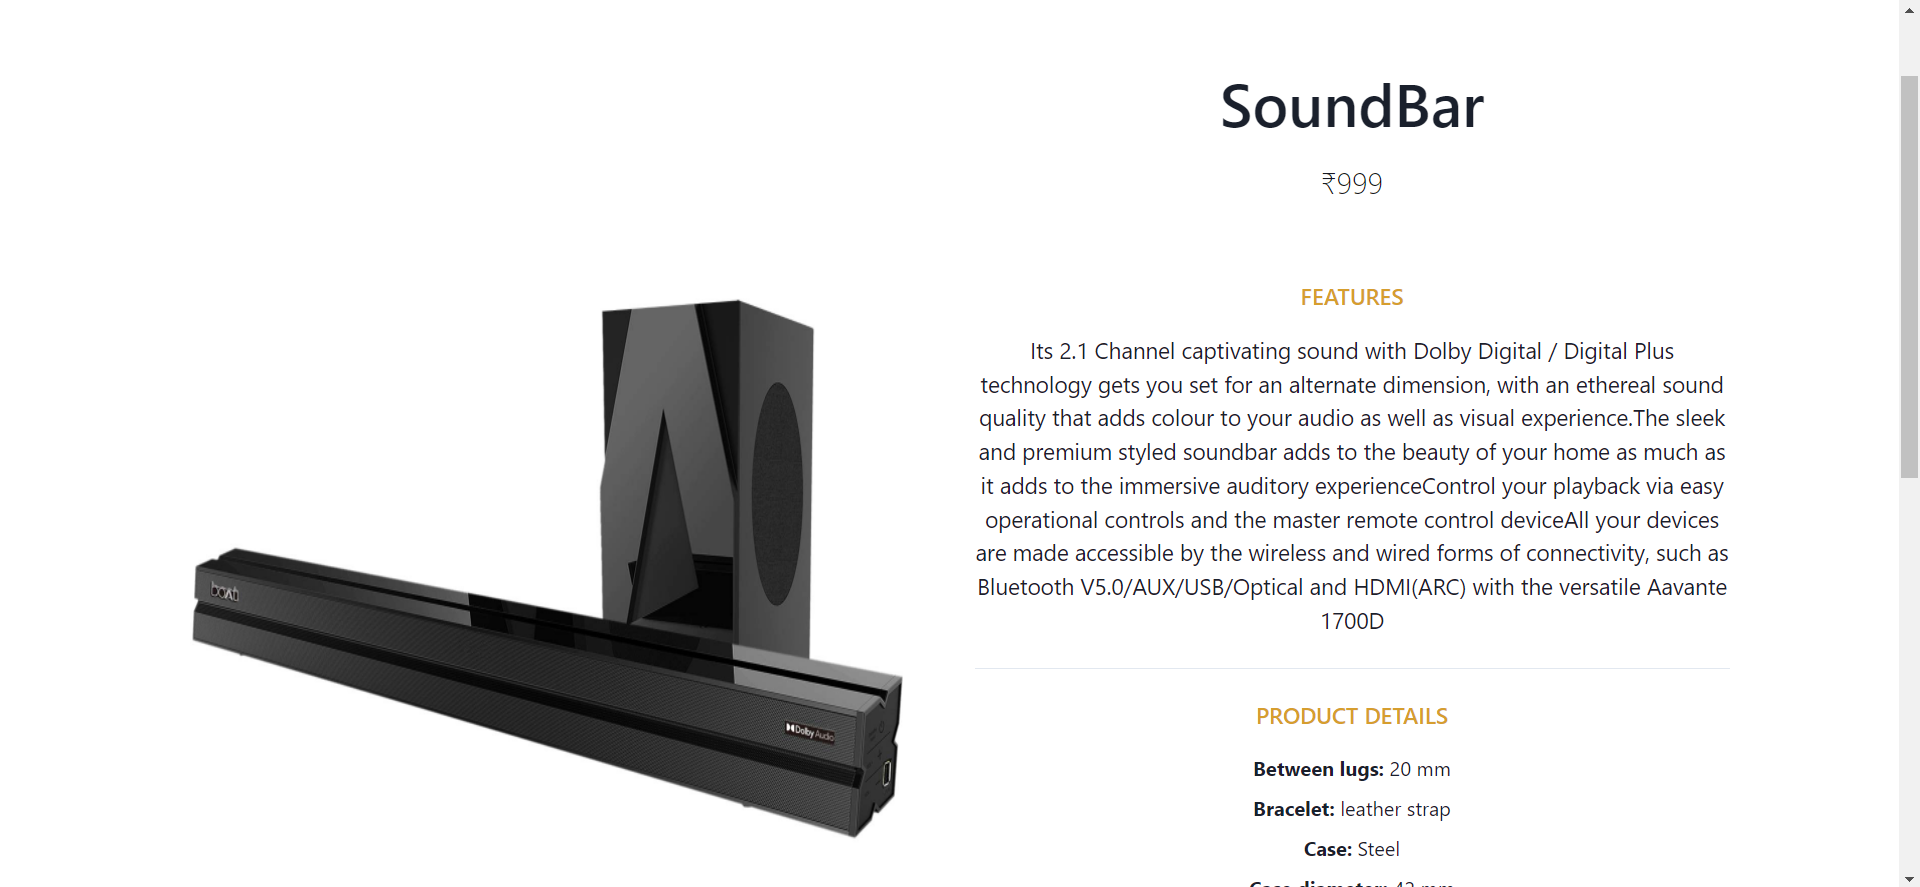 SoundBar
₹999
FEATURES
Its 2.1 Channel captivating sound with Dolby Digital / Digital Plus
technology gets you set for an alternate dimension, with an ethereal sound
quality that adds colour to your audio as well as visual experience.The sleek
and premium styled soundbar adds to the beauty of your home as much as
it adds to the immersive auditory experienceControl your playback via easy
operational controls and the master remote control deviceAll your devices
are made accessible by the wireless and wired forms of connectivity, such as
Bluetooth V5.0/AUX/USB/Optical and HDMI(ARC) with the versatile Aavante
1700D
boAt
Dolby Audio
PRODUCT DETAILS
Between lugs: 20 mm
Bracelet: leather strap
Case: Steel
Case diameter: 42 mm